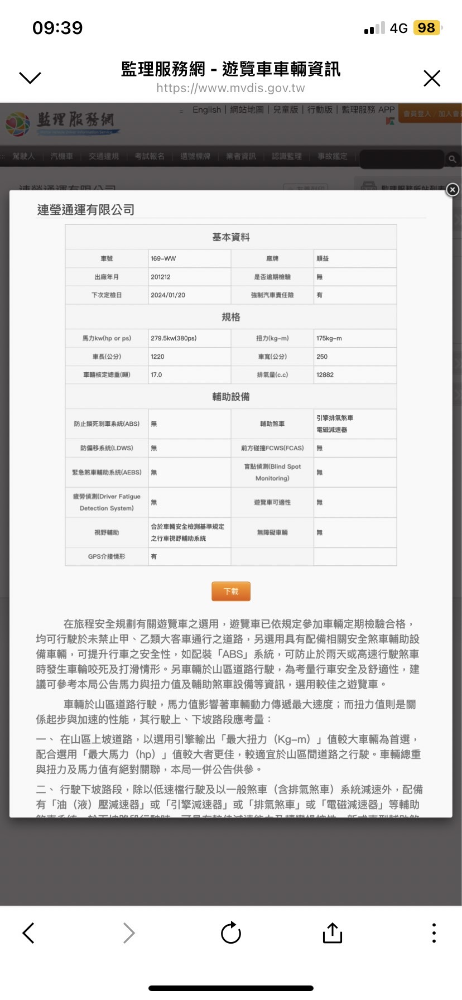 09:39
4G 98
監理服務網 - 遊覽車車輛資訊
https://www.mvdis.gov.tw
English | 網站地圖 | 兒童版 | 行動版 | 監理服務 APP
會員登入 / 加入會
監理服務網
駕駛人 汽機車 交通違規 考試報名 選號標牌 業者資訊 認識監理 事故鑑定
連瑩通運有限公司
基本資料
車號 169-WW 廠牌 順益
出廠年月 201212 是否逾期檢驗 無
下次定檢日 2024/01/20 強制汽車責任險 有
規格
馬力kw(hp or ps) 279.5kw(380ps) 扭力(kg-m) 175kg-m
車長(公分) 1220 車寬(公分) 250
車輛核定總重(噸) 17.0 排氣量(c.c) 12882
輔助設備
防止鎖死剎車系統(ABS) 無 輔助煞車 引擎排氣煞車
電磁減速器
防偏移系統(LDWS) 無 前方碰撞FCWS(FCAS) 無
緊急煞車輔助系統(AEBS) 無 盲點偵測(Blind Spot
Monitoring) 無
疲勞偵測(Driver Fatigue
Detection System) 無 遊覽車可適性 無
視野輔助 合於車輛安全檢測基準規定
之行車視野輔助系統 無障礙車輛 無
GPS介接情形 有
下載
在旅程安全規劃有關遊覽車之選用，遊覽車已依規定參加車輛定期檢驗合格，
均可行駛於未禁止甲、乙類大客車通行之道路，另選用具有配備相關安全煞車輔助設
備車輛，可提升行車之安全性，如配裝「ABS」系統，可防止於雨天或高速行駛煞車
時發生車輪咬死及打滑情形。另車輛於山區道路行駛，為考量行車安全及舒適性，建
議可參考本局公告馬力與扭力值及輔助煞車設備等資訊，選用較佳之遊覽車。
車輛於山區道路行駛，馬力值影響著車輛動力傳遞最大速度；而扭力值則是關
係起步與加速的性能，其行駛上、下坡路段應考量：
一、 在山區上坡道路，以選用引擎輸出「最大扭力（Kg-m）」值較大車輛為首選，
配合選用「最大馬力（hp）」值較大者更佳，較適宜於山區間道路之行駛。車輛總重
與扭力及馬力值有絕對關聯，本局一併公告供參。
二、 行駛下坡路段，除以低速檔行駛及以一般煞車（含排氣煞車）系統減速外，配備
有「油（液）壓減速器」或「引擎減速器」或「排氣煞車」或「電磁減速器」等輔助